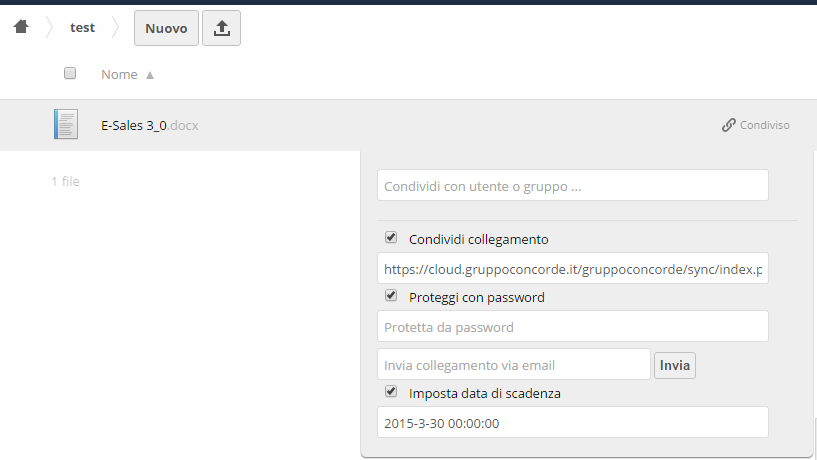 test
Nuovo
Nome
E-Sales 3_0.docx
Condiviso
1 file
Condividi con utente o gruppo ...
Condividi collegamento
https://cloud.gruppoconcorde.it/gruppoconcorde/sync/index.p
Proteggi con password
Protetta da password
Invia collegamento via email
Invia
Imposta data di scadenza
2015-3-30 00:00:00